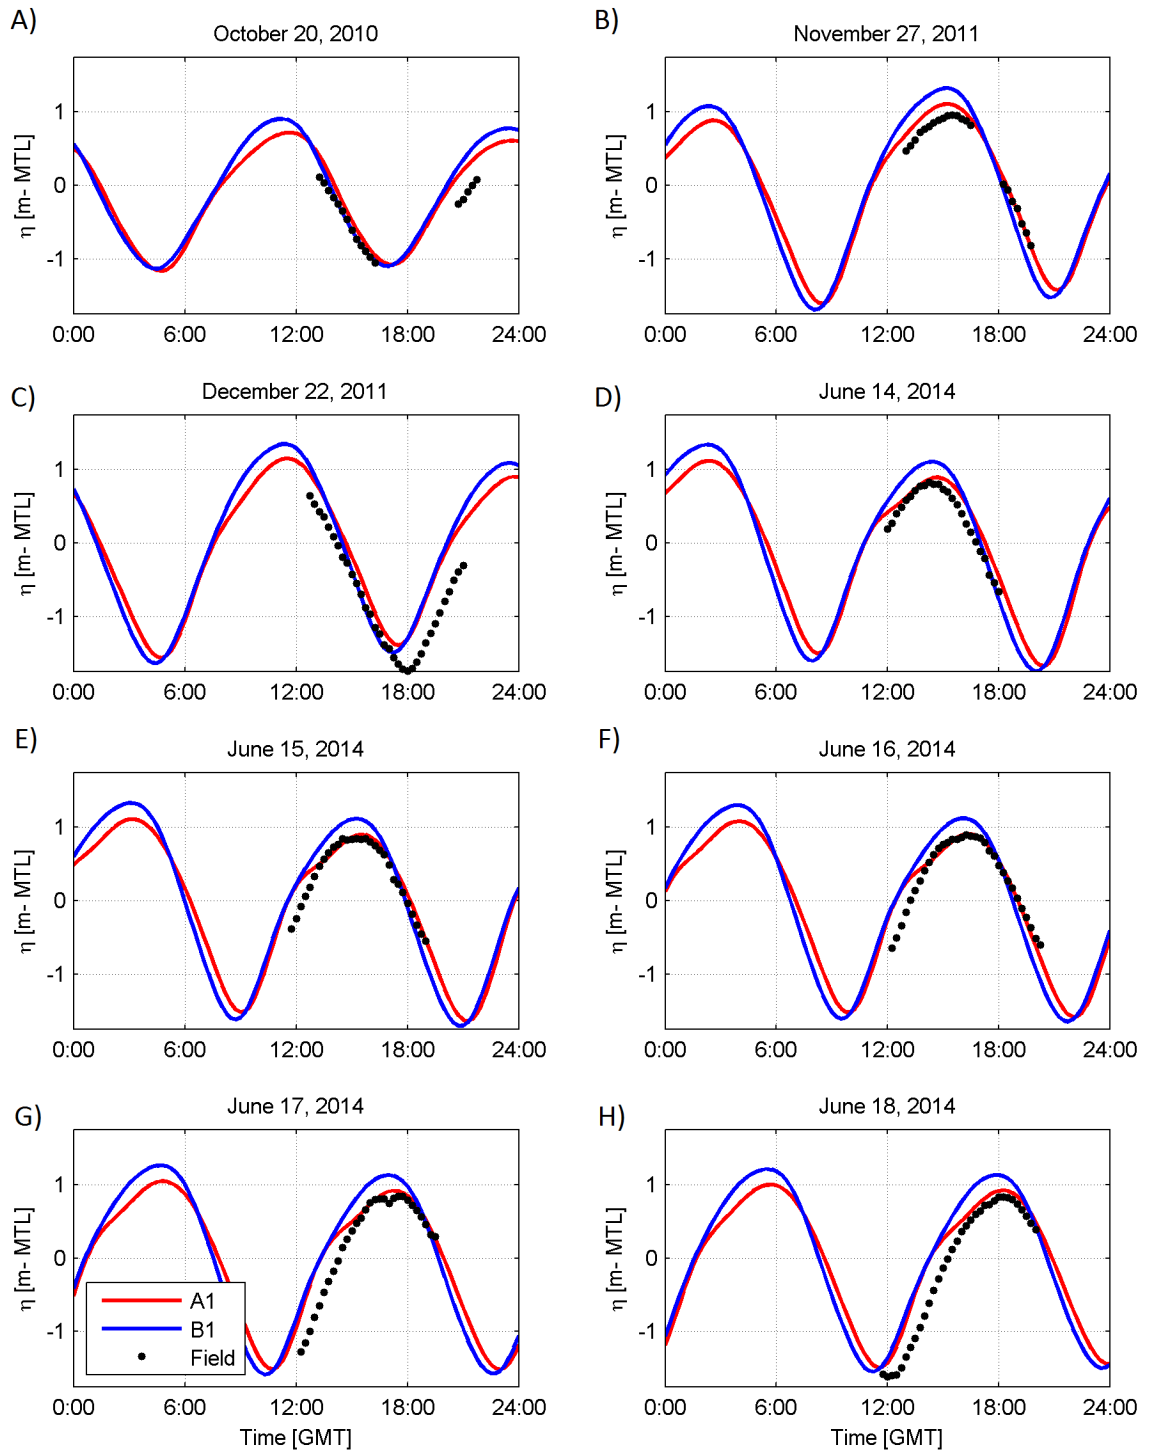 A)
October 20, 2010
η [m- MTL]
1
0
-1
0:00 6:00 12:00 18:00 24:00
B)
November 27, 2011
η [m- MTL]
1
0
-1
0:00 6:00 12:00 18:00 24:00
C)
December 22, 2011
η [m- MTL]
1
0
-1
0:00 6:00 12:00 18:00 24:00
D)
June 14, 2014
η [m- MTL]
1
0
-1
0:00 6:00 12:00 18:00 24:00
E)
June 15, 2014
η [m- MTL]
1
0
-1
0:00 6:00 12:00 18:00 24:00
F)
June 16, 2014
η [m- MTL]
1
0
-1
0:00 6:00 12:00 18:00 24:00
G)
June 17, 2014
η [m- MTL]
1
0
-1
A1
B1
Field
0:00 6:00 12:00 18:00 24:00
Time [GMT]
H)
June 18, 2014
η [m- MTL]
1
0
-1
0:00 6:00 12:00 18:00 24:00
Time [GMT]